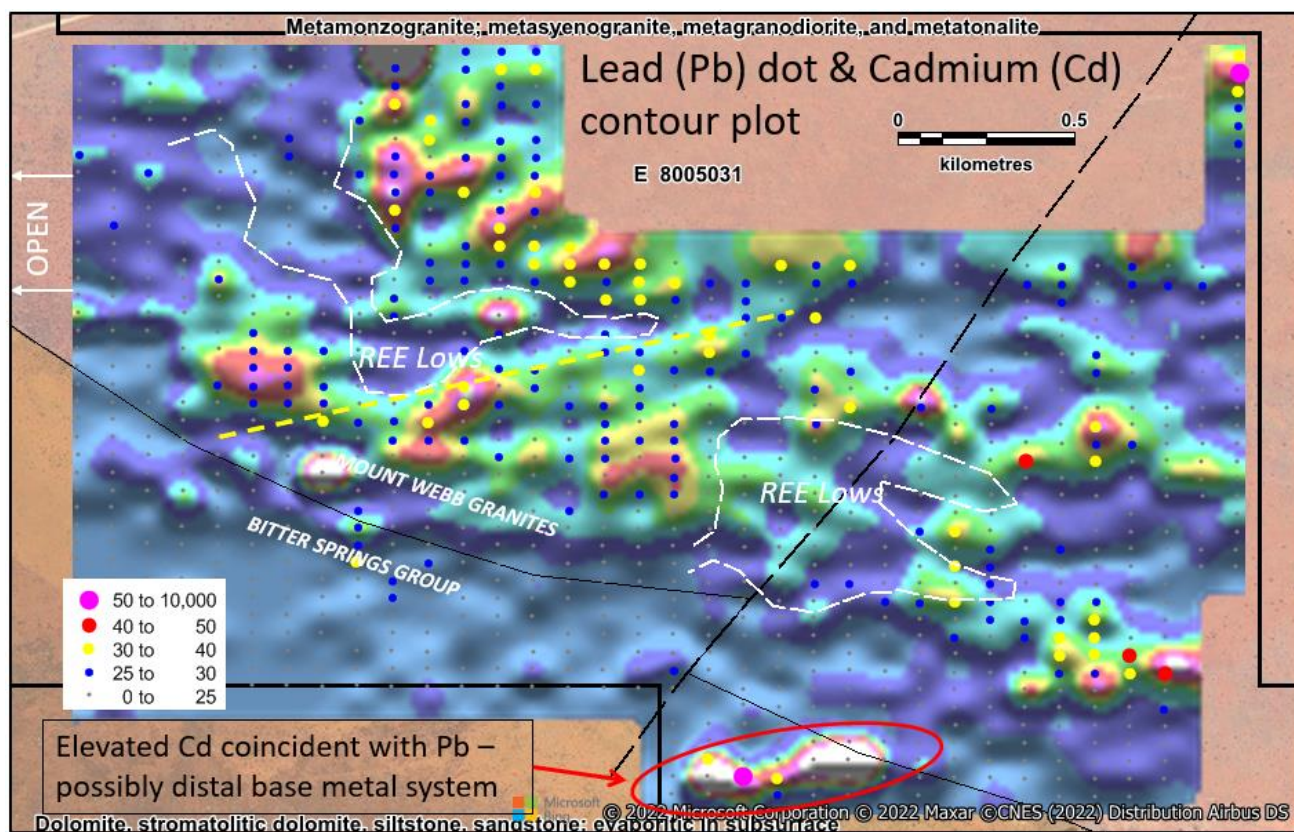 Metamonzogranite; metasyenogranite, metagranodiorite, and metatonalite
Lead (Pb) dot & Cadmium (Cd)
contour plot
0 0.5
kilometres
E 8005031
OPEN
REE Lows
REE Lows
MOUNT WEBB GRANITES
BITTER SPRINGS GROUP
50 to 10,000
40 to 50
30 to 40
25 to 30
0 to 25
Elevated Cd coincident with Pb –
possibly distal base metal system
Microsoft
Bing
© 2022 Microsoft Corporation © 2022 Maxar ©CNES (2022) Distribution Airbus DS
Dolomite, stromatolitic dolomite, siltstone, sandstone; evaporitic in subsurface